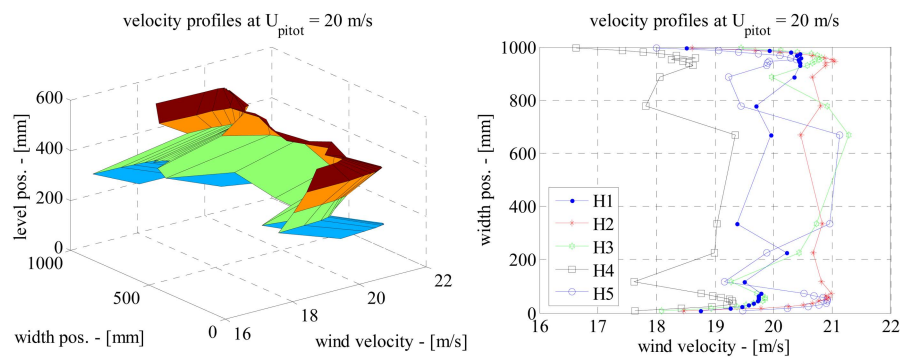 velocity profiles at U_pitot = 20 m/s
600
400
200
0
1000
500
0
16
18
20
22
level pos. - [mm]
width pos. - [mm]
wind velocity - [m/s]
velocity profiles at U_pitot = 20 m/s
1000
800
600
400
200
0
16
17
18
19
20
21
22
width pos. - [mm]
wind velocity - [m/s]
H1
H2
H3
H4
H5